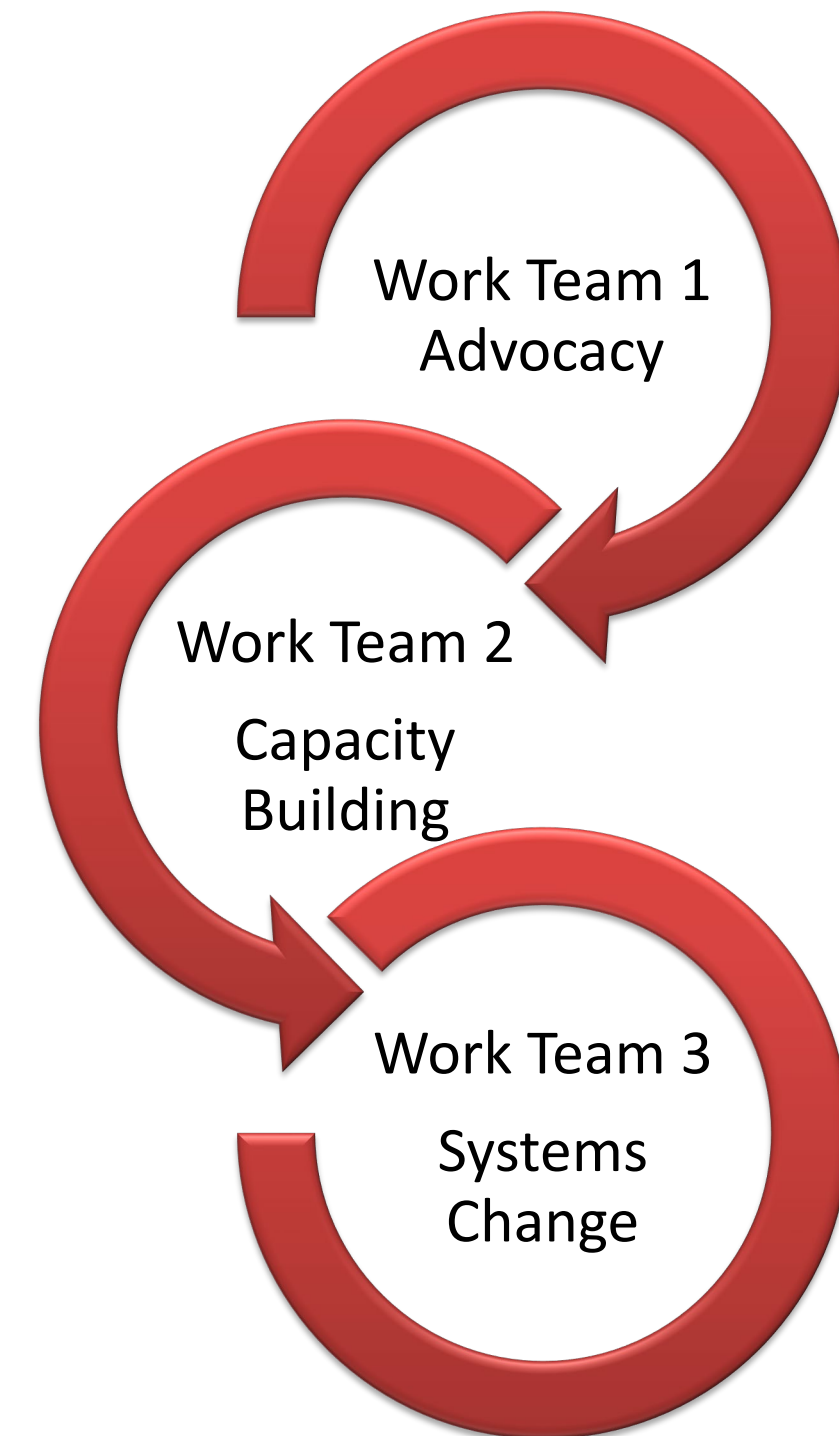 Work Team 1
Advocacy
Work Team 2
Capacity
Building
Work Team 3
Systems
Change